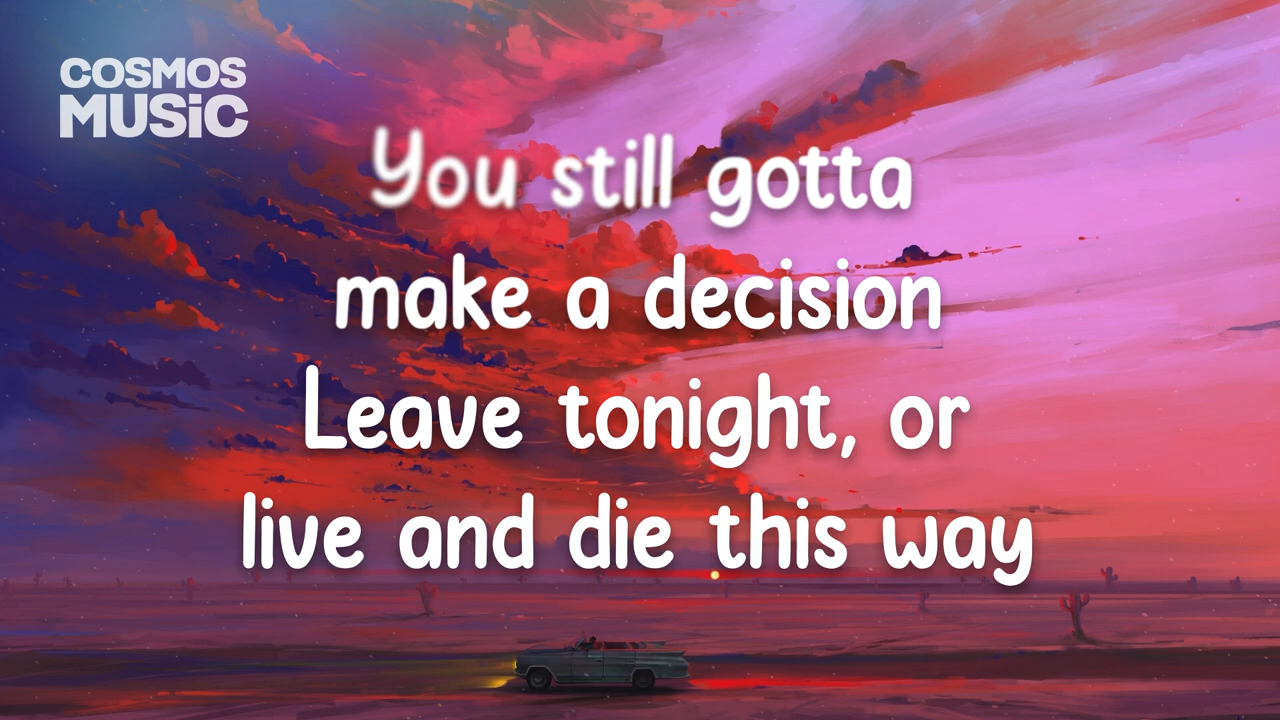 COSMOS
MUSiC
You still gotta
make a decision
Leave tonight, or
live and die this way